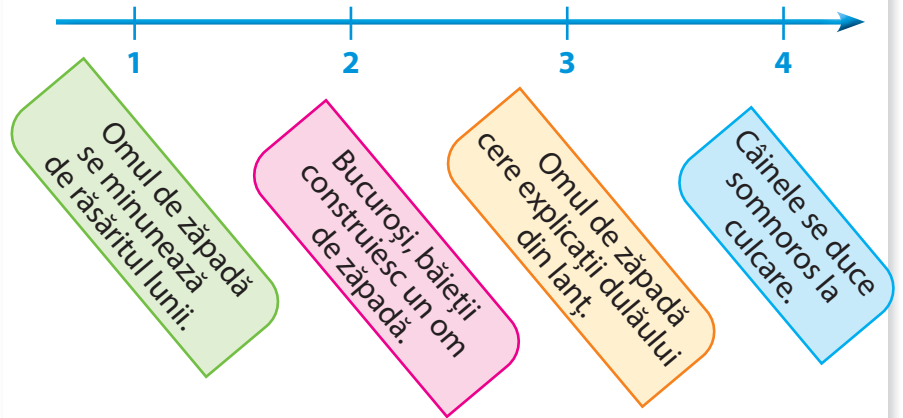 1 2 3 4
Omul de zăpadă
se minunează
de răsăritul lunii.
Bucuroși, băieții
construiesc un om
de zăpadă.
Omul de zăpadă
cere explicații dulăului
din lanț.
Câinele se duce
somnoros la
culcare.